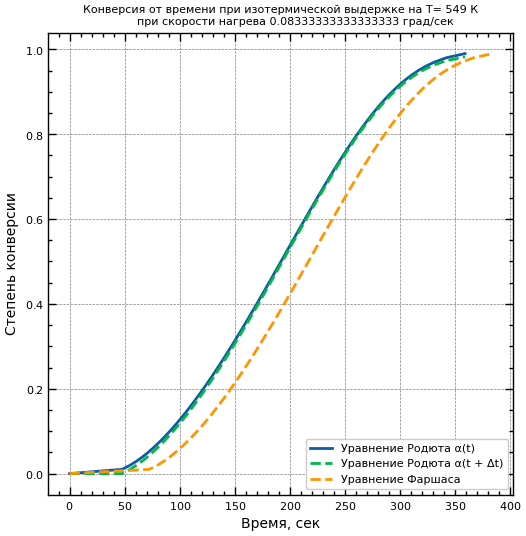 Конверсия от времени при изотермической выдержке на T= 549 K
при скорости нагрева 0.08333333333333333 град/сек
Степень конверсии
1.0
0.8
0.6
0.4
0.2
0.0
0 50 100 150 200 250 300 350 400
Время, сек
Уравнение Родюта α(t)
Уравнение Родюта α(t + Δt)
Уравнение Фаршаса